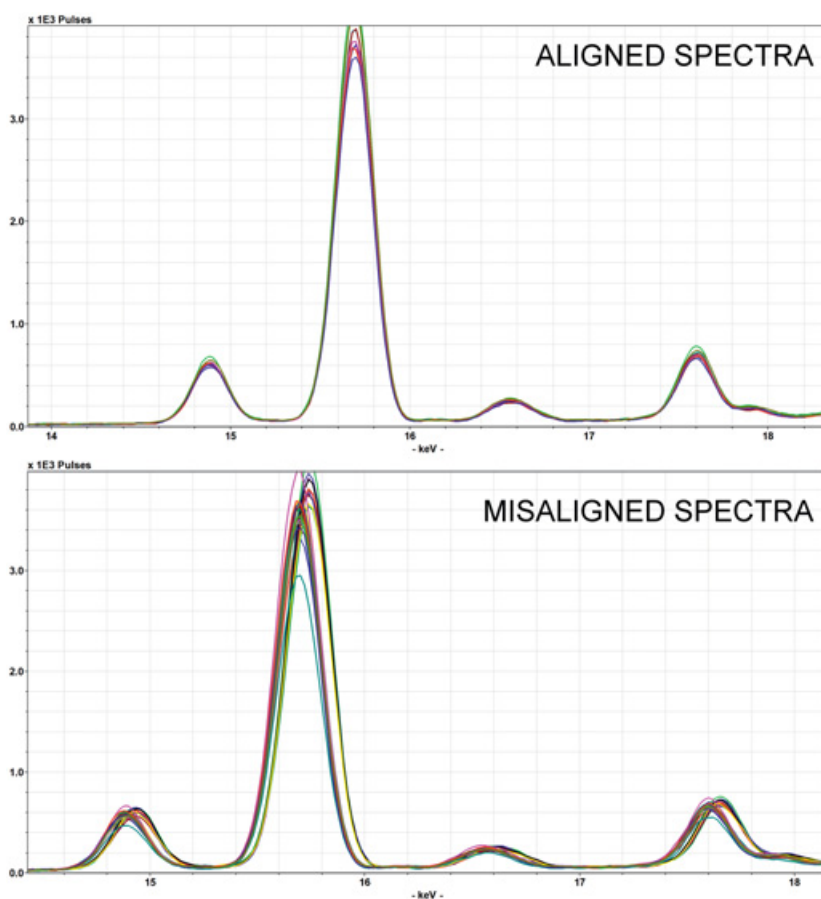 x 1E3 Pulses
ALIGNED SPECTRA
3.0
2.0
1.0
0.0
14 15 16 17 18
- keV -
x 1E3 Pulses
MISALIGNED SPECTRA
3.0
2.0
1.0
0.0
15 16 17 18
- keV -